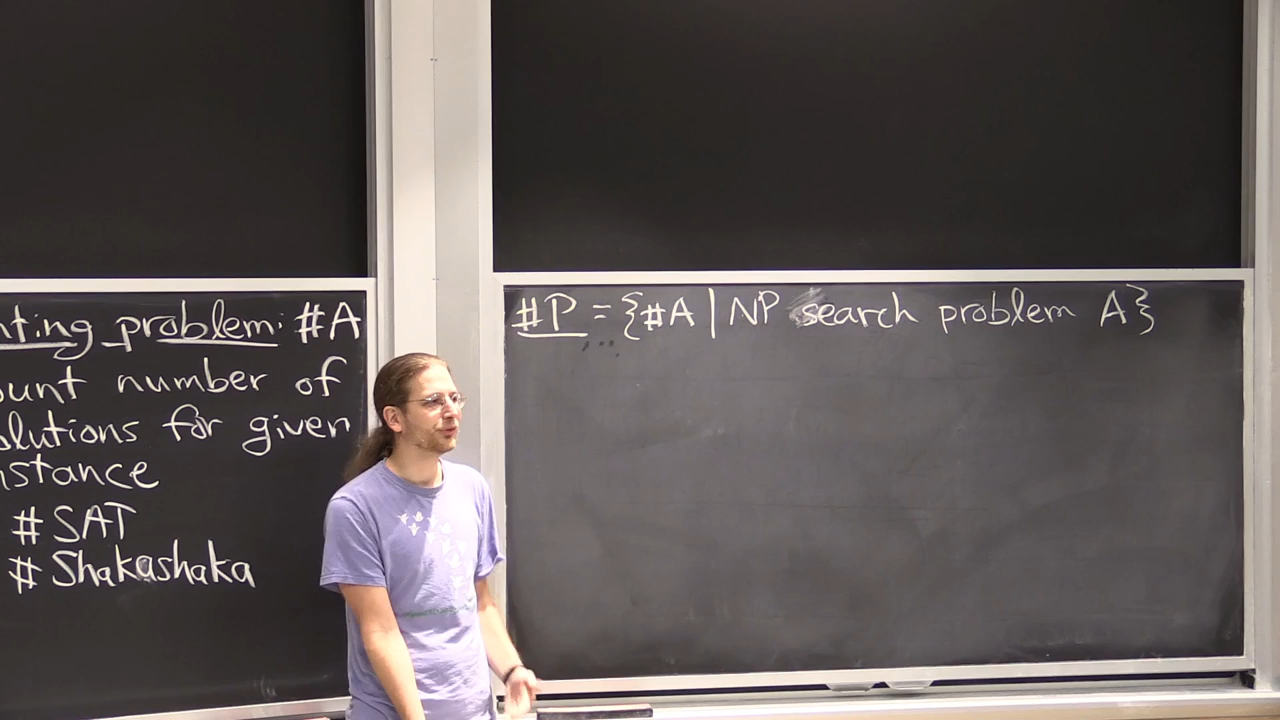 nting problem: #A
ount number of
olutions for given
nstance
#SAT
#Shakashaka
#P = {#A | NP search problem A}